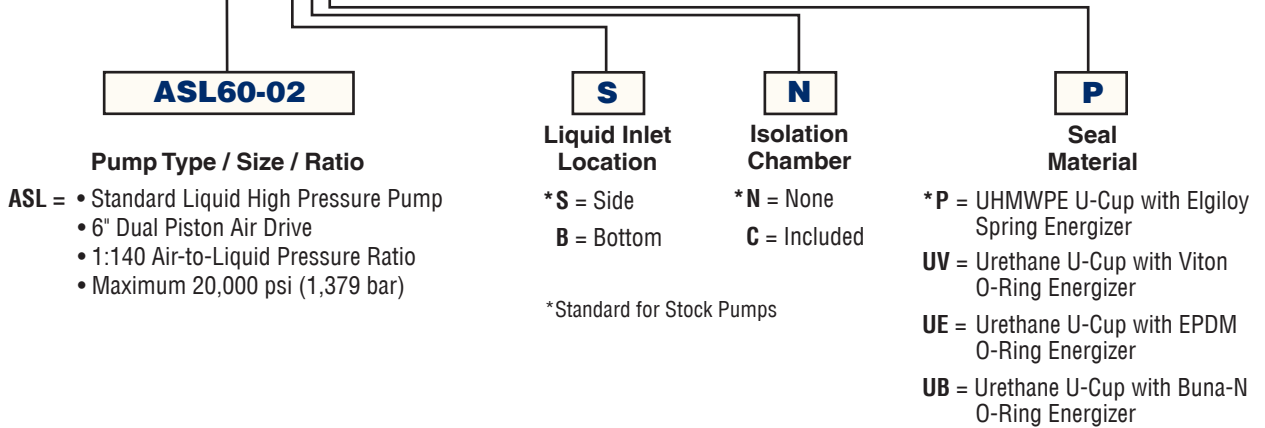 ASL60-02
Pump Type / Size / Ratio
ASL = • Standard Liquid High Pressure Pump
• 6" Dual Piston Air Drive
• 1:140 Air-to-Liquid Pressure Ratio
• Maximum 20,000 psi (1,379 bar)
S
Liquid Inlet
Location
*S = Side
B = Bottom
N
Isolation
Chamber
*N = None
C = Included
*Standard for Stock Pumps
P
Seal
Material
*P = UHMWPE U-Cup with Elgiloy
Spring Energizer
UV = Urethane U-Cup with Viton
O-Ring Energizer
UE = Urethane U-Cup with EPDM
O-Ring Energizer
UB = Urethane U-Cup with Buna-N
O-Ring Energizer